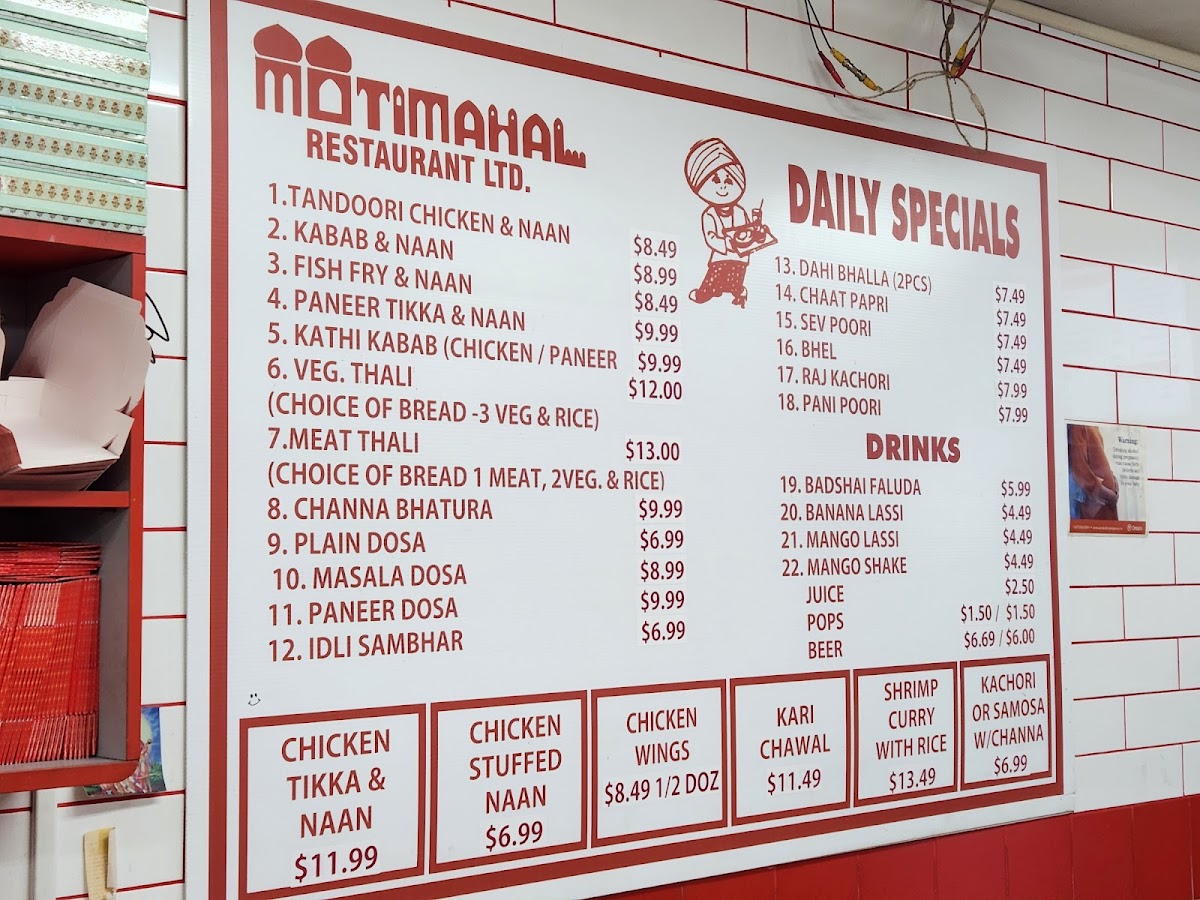 MOTIMAHAL
RESTAURANT LTD.
1.TANDOORI CHICKEN & NAAN $8.49
2. KABAB & NAAN $8.99
3. FISH FRY & NAAN $8.49
4. PANEER TIKKA & NAAN $9.99
5. KATHI KABAB (CHICKEN / PANEER $9.99
6. VEG. THALI $12.00
(CHOICE OF BREAD -3 VEG & RICE)
7.MEAT THALI $13.00
(CHOICE OF BREAD 1 MEAT, 2VEG. & RICE)
8. CHANNA BHATURA $9.99
9. PLAIN DOSA $6.99
10. MASALA DOSA $8.99
11. PANEER DOSA $9.99
12. IDLI SAMBHAR $6.99
DAILY SPECIALS
13. DAHI BHALLA (2PCS) $7.49
14. CHAAT PAPRI $7.49
15. SEV POORI $7.49
16. BHEL $7.49
17. RAJ KACHORI $7.99
18. PANI POORI $7.99
DRINKS
19. BADSHAI FALUDA $5.99
20. BANANA LASSI $4.49
21. MANGO LASSI $4.49
22. MANGO SHAKE $4.49
JUICE $2.50
POPS $1.50 / $1.50
BEER $6.69 / $6.00
CHICKEN
TIKKA &
NAAN
$11.99
CHICKEN
STUFFED
NAAN
$6.99
CHICKEN
WINGS
$8.49 1/2 DOZ
KARI
CHAWAL
$11.49
SHRIMP
CURRY
WITH RICE
$13.49
KACHORI
OR SAMOSA
W/CHANNA
$6.99
Warning: